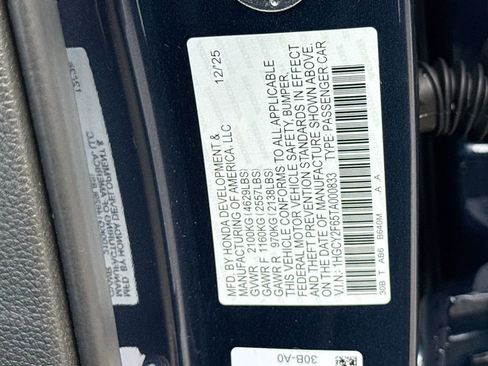 MFD. BY HONDA DEVELOPMENT & 12/'25
MANUFACTURING OF AMERICA, LLC
GVWR 2100KG(4629LBS)
GAWR F 1160KG(2557LBS)
GAWR R 970KG(2138LBS)
THIS VEHICLE CONFORMS TO ALL APPLICABLE
FEDERAL MOTOR VEHICLE SAFETY, BUMPER,
AND THEFT PREVENTION STANDARDS IN EFFECT
ON THE DATE OF MANUFACTURE SHOWN ABOVE.
V.I.N: 1HGCY2F65TA000833 TYPE: PASSENGER CAR
30B T AB6 B640M A A
30B-A0